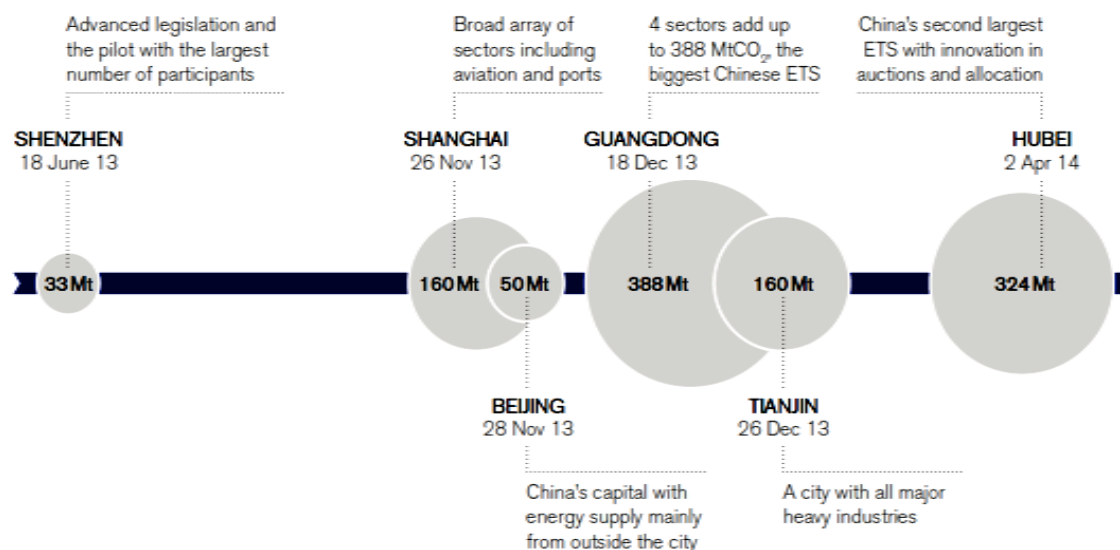 Advanced legislation and
the pilot with the largest
number of participants
Broad array of
sectors including
aviation and ports
4 sectors add up
to 388 MtCO₂, the
biggest Chinese ETS
China's second largest
ETS with innovation in
auctions and allocation
SHENZHEN
18 June 13
SHANGHAI
26 Nov 13
GUANGDONG
18 Dec 13
HUBEI
2 Apr 14
33 Mt
160 Mt
50 Mt
388 Mt
160 Mt
324 Mt
BEIJING
28 Nov 13
TIANJIN
26 Dec 13
China's capital with
energy supply mainly
from outside the city
A city with all major
heavy industries